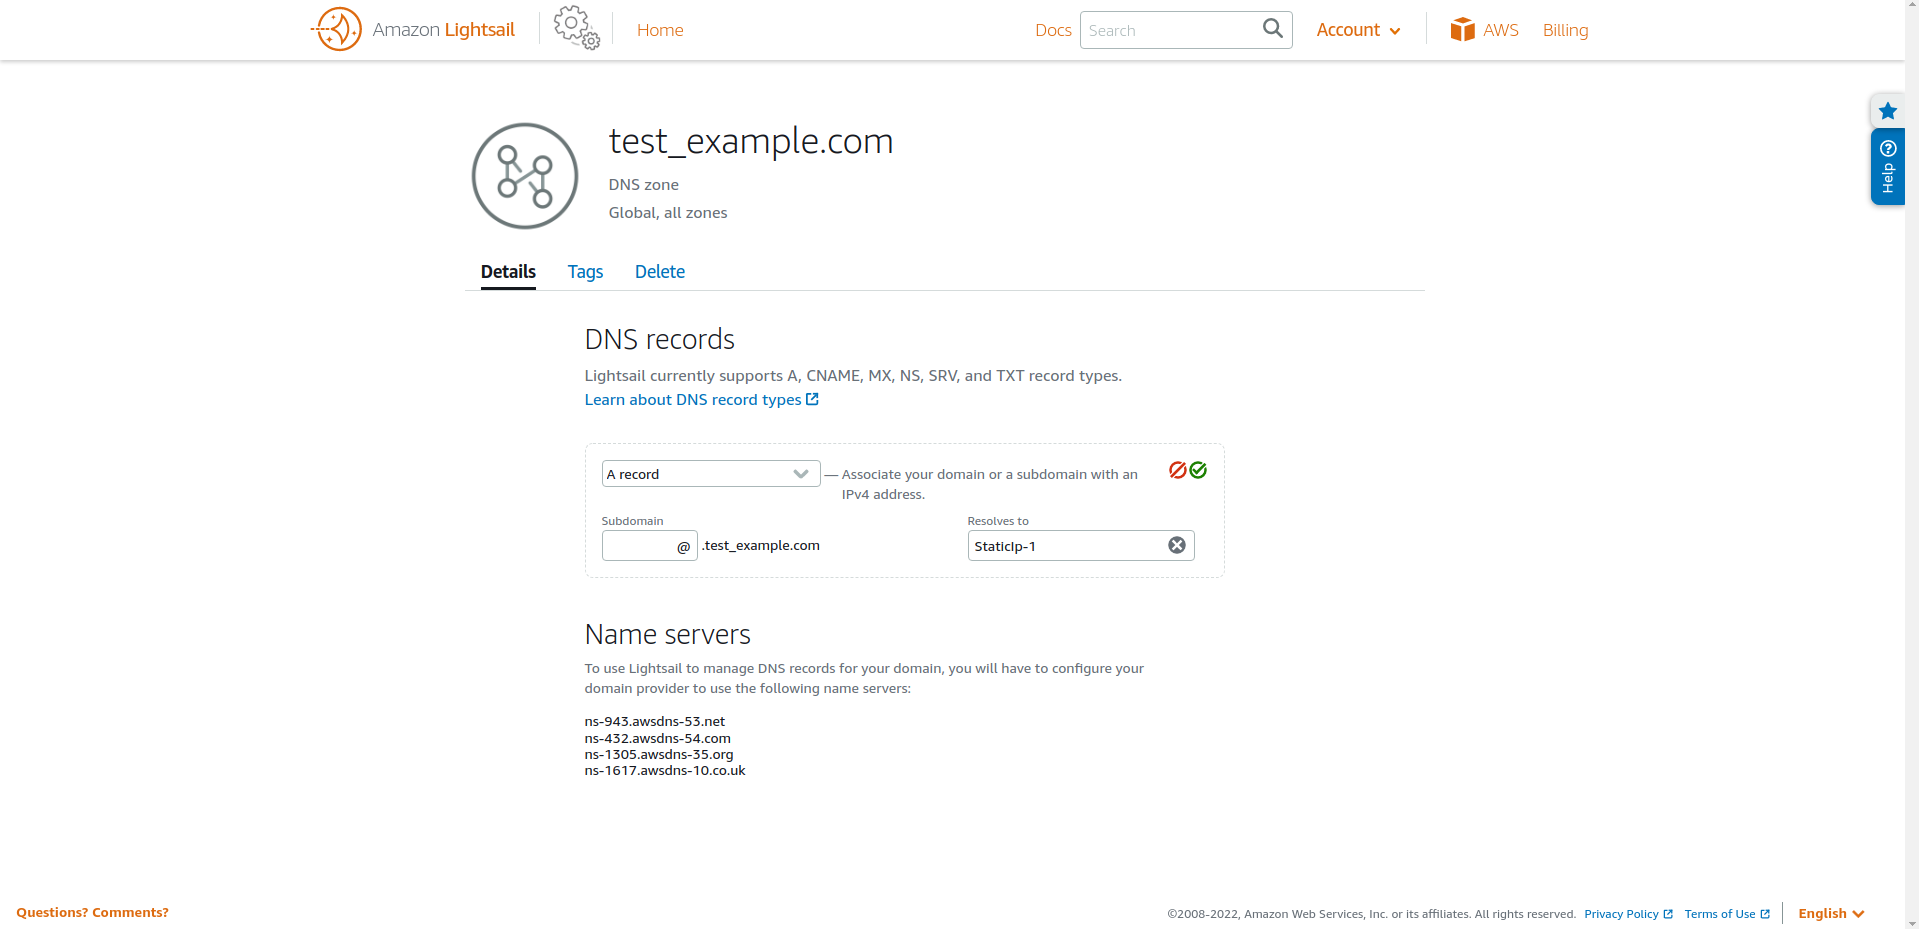 Amazon Lightsail
Home
Docs
Search
Account
AWS
Billing
Help
test_example.com
DNS zone
Global, all zones
Details
Tags
Delete
DNS records
Lightsail currently supports A, CNAME, MX, NS, SRV, and TXT record types.
Learn about DNS record types
A record
— Associate your domain or a subdomain with an
IPv4 address.
Subdomain
Resolves to
@
.test_example.com
StaticIp-1
Name servers
To use Lightsail to manage DNS records for your domain, you will have to configure your
domain provider to use the following name servers:
ns-943.awsdns-53.net
ns-432.awsdns-54.com
ns-1305.awsdns-35.org
ns-1617.awsdns-10.co.uk
Questions? Comments?
©2008-2022, Amazon Web Services, Inc. or its affiliates. All rights reserved.
Privacy Policy
Terms of Use
English